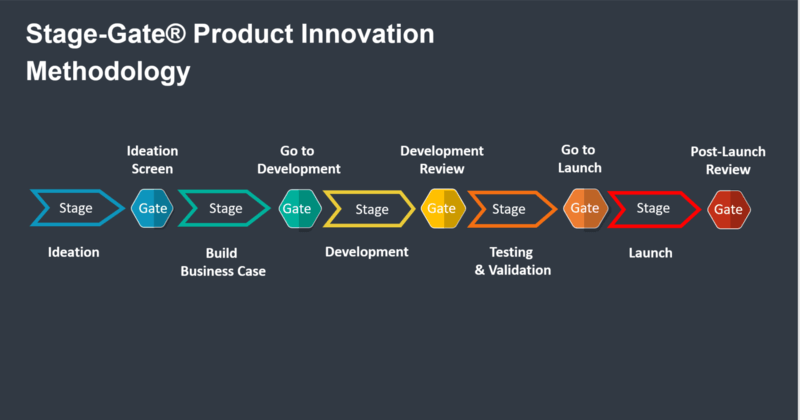 Stage-Gate® Product Innovation
Methodology
Ideation
Screen
Go to
Development
Development
Review
Go to
Launch
Post-Launch
Review
Stage
Gate
Stage
Gate
Stage
Gate
Stage
Gate
Stage
Gate
Ideation
Build
Business Case
Development
Testing
& Validation
Launch